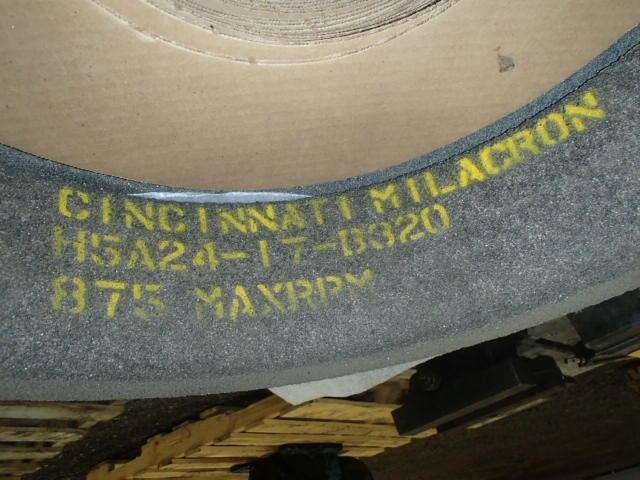 CINCINNATI MILACRON
H5A24-17-B320
875 MAXRPM